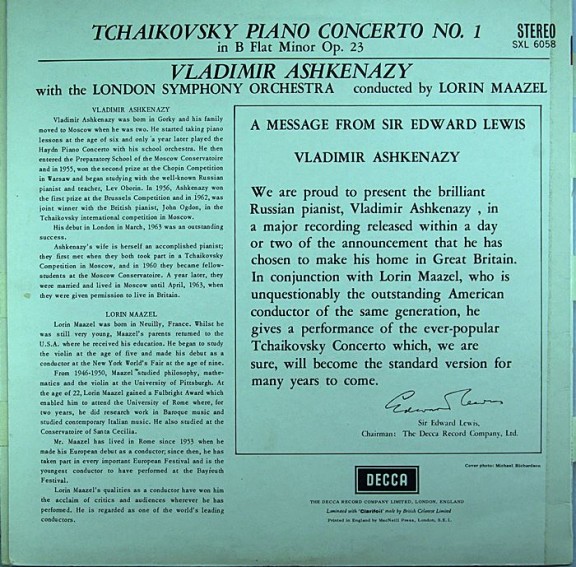 TCHAIKOVSKY PIANO CONCERTO NO. 1
in B Flat Minor Op. 23
STEREO
SXL 6058
VLADIMIR ASHKENAZY
with the LONDON SYMPHONY ORCHESTRA conducted by LORIN MAAZEL
VLADIMIR ASHKENAZY
Vladimir Ashkenazy was born in Gorky and his family
moved to Moscow when he was two. He started taking piano
lessons at the age of six and only a year later played the
Haydn Piano Concerto with his school orchestra. He then
entered the Preparatory School of the Moscow Conservatoire
and in 1955, won the second prize at the Chopin Competition
in Warsaw and began studying with the well-known Russian
pianist and teacher, Lev Oborin. In 1956, Ashkenazy won
the first prize at the Brussels Competition and in 1962, was
joint winner with the British pianist, John Ogdon, in the
Tchaikovsky international competition in Moscow.
His debut in London in March, 1963 was an outstanding
success.
Ashkenazy's wife is herself an accomplished pianist;
they first met when they both took part in a Tchaikovsky
Competition in Moscow, and in 1960 they became fellow-
students at the Moscow Conservatoire. A year later, they
were married and lived in Moscow until April, 1963, when
they were given permission to live in Britain.
LORIN MAAZEL
Lorin Maazel was born in Neuilly, France. Whilst he
was still very young, Maazel's parents returned to the
U.S.A. where he received his education. He began to study
the violin at the age of five and made his debut as a
conductor at the New York World's Fair at the age of nine.
From 1946-1950, Maazel studied philosophy, mathe-
matics and the violin at the University of Pittsburgh. At
the age of 22, Lorin Maazel gained a Fulbright Award which
enabled him to attend the University of Rome where, for
two years, he did research work in Baroque music and
studied contemporary Italian music. He also studied at the
Conservatoire of Santa Cecilia.
Mr. Maazel has lived in Rome since 1953 when he
made his European debut as a conductor; since then, he has
taken part in every important European Festival and is the
youngest conductor to have performed at the Bayreuth
Festival.
Lorin Maazel's qualities as a conductor have won him
the acclaim of critics and audiences wherever he has
perfomed. He is regarded as one of the world's leading
conductors.
A MESSAGE FROM SIR EDWARD LEWIS
VLADIMIR ASHKENAZY
We are proud to present the brilliant
Russian pianist, Vladimir Ashkenazy , in
a major recording released within a day
or two of the announcement that he has
chosen to make his home in Great Britain.
In conjunction with Lorin Maazel, who is
unquestionably the outstanding American
conductor of the same generation, he
gives a performance of the ever-popular
Tchaikovsky Concerto which, we are
sure, will become the standard version for
many years to come.
Edward Lewis
Sir Edward Lewis,
Chairman: The Decca Record Company, Ltd.
Cover photo: Michael Richardson
DECCA
THE DECCA RECORD COMPANY LIMITED, LONDON, ENGLAND
Laminated with 'Clarifoil' made by British Celanese Limited
Printed in England by MacNeill Press, London, S.E.1.